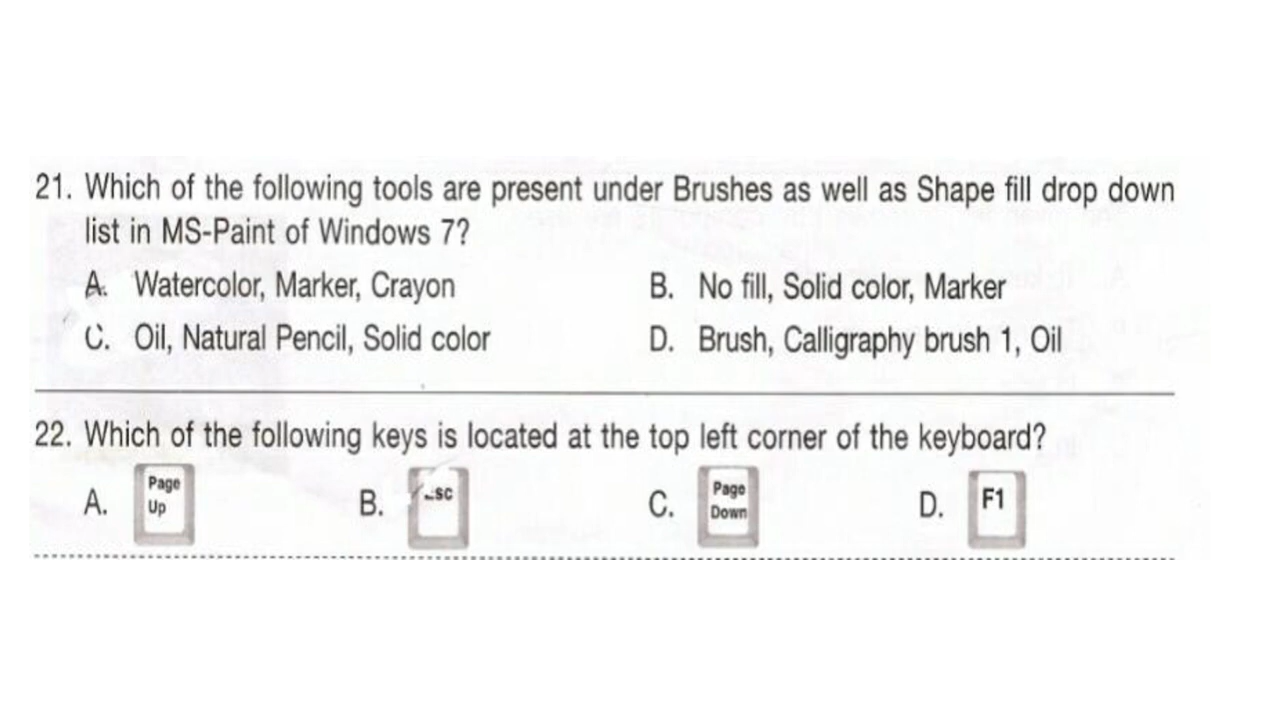 21. Which of the following tools are present under Brushes as well as Shape fill drop down
list in MS-Paint of Windows 7?
A. Watercolor, Marker, Crayon B. No fill, Solid color, Marker
C. Oil, Natural Pencil, Solid color D. Brush, Calligraphy brush 1, Oil
22. Which of the following keys is located at the top left corner of the keyboard?
A. Page Up B. Esc C. Page Down D. F1